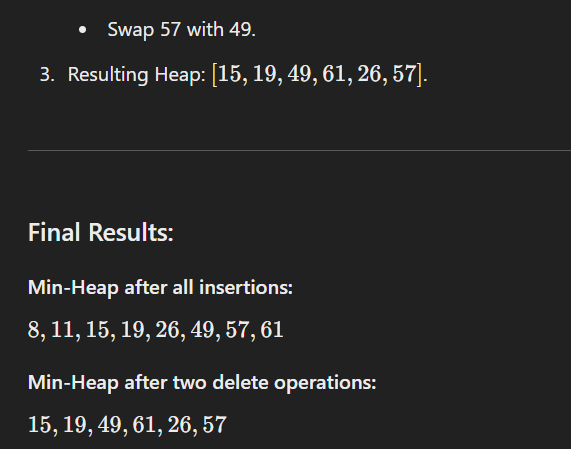 • Swap 57 with 49.
3. Resulting Heap: [15, 19, 49, 61, 26, 57].
Final Results:
Min-Heap after all insertions:
8, 11, 15, 19, 26, 49, 57, 61
Min-Heap after two delete operations:
15, 19, 49, 61, 26, 57